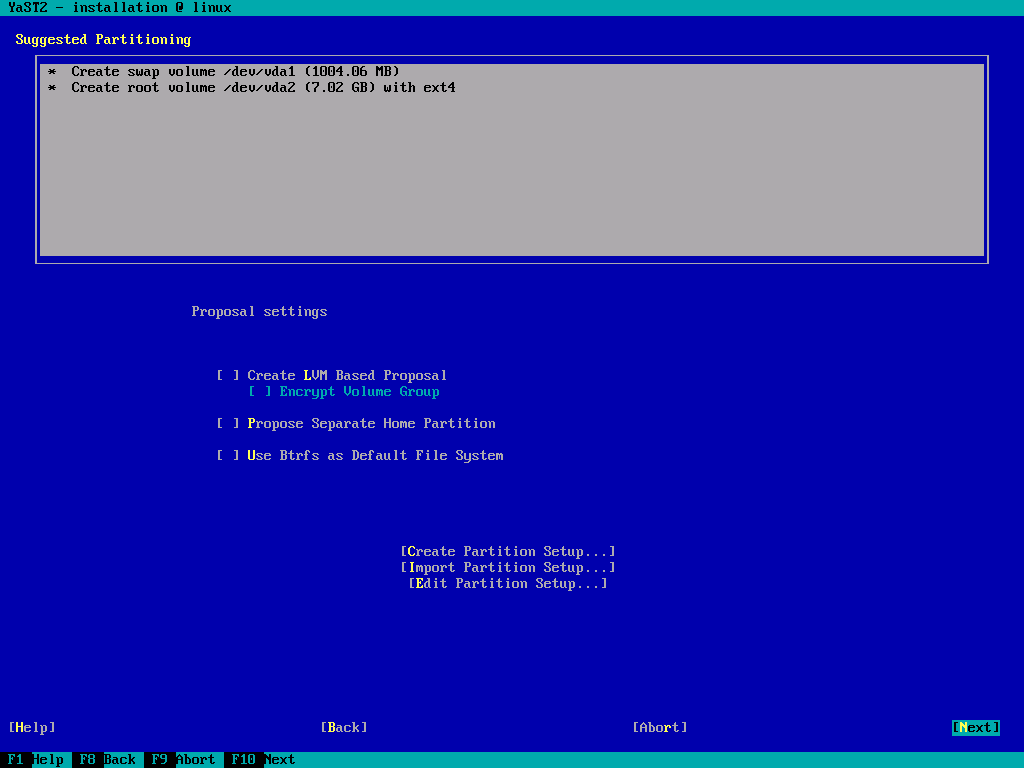 YaST2 - installation @ linux
Suggested Partitioning
* Create swap volume /dev/vda1 (1004.06 MB)
* Create root volume /dev/vda2 (7.02 GB) with ext4
Proposal settings
[ ] Create LVM Based Proposal
[ ] Encrypt Volume Group
[ ] Propose Separate Home Partition
[ ] Use Btrfs as Default File System
[Create Partition Setup...]
[Import Partition Setup...]
[Edit Partition Setup...]
[Help] [Back] [Abort] [Next]
F1 Help F8 Back F9 Abort F10 Next